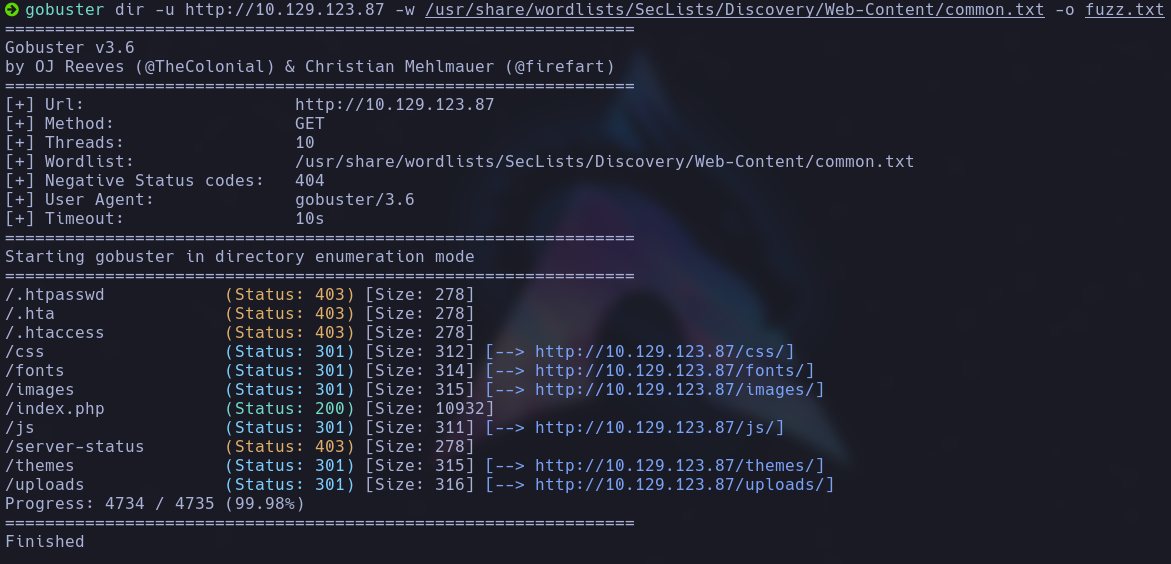 gobuster dir -u http://10.129.123.87 -w /usr/share/wordlists/SecLists/Discovery/Web-Content/common.txt -o fuzz.txt
===============================================================
Gobuster v3.6
by OJ Reeves (@TheColonial) & Christian Mehlmauer (@firefart)
===============================================================
[+] Url:                     http://10.129.123.87
[+] Method:                  GET
[+] Threads:                 10
[+] Wordlist:                /usr/share/wordlists/SecLists/Discovery/Web-Content/common.txt
[+] Negative Status codes:   404
[+] User Agent:              gobuster/3.6
[+] Timeout:                 10s
===============================================================
Starting gobuster in directory enumeration mode
===============================================================
/.htpasswd            (Status: 403) [Size: 278]
/.hta                 (Status: 403) [Size: 278]
/.htaccess            (Status: 403) [Size: 278]
/css                  (Status: 301) [Size: 312] [--> http://10.129.123.87/css/]
/fonts                (Status: 301) [Size: 314] [--> http://10.129.123.87/fonts/]
/images               (Status: 301) [Size: 315] [--> http://10.129.123.87/images/]
/index.php            (Status: 200) [Size: 10932]
/js                   (Status: 301) [Size: 311] [--> http://10.129.123.87/js/]
/server-status        (Status: 403) [Size: 278]
/themes               (Status: 301) [Size: 315] [--> http://10.129.123.87/themes/]
/uploads              (Status: 301) [Size: 316] [--> http://10.129.123.87/uploads/]
Progress: 4734 / 4735 (99.98%)
===============================================================
Finished